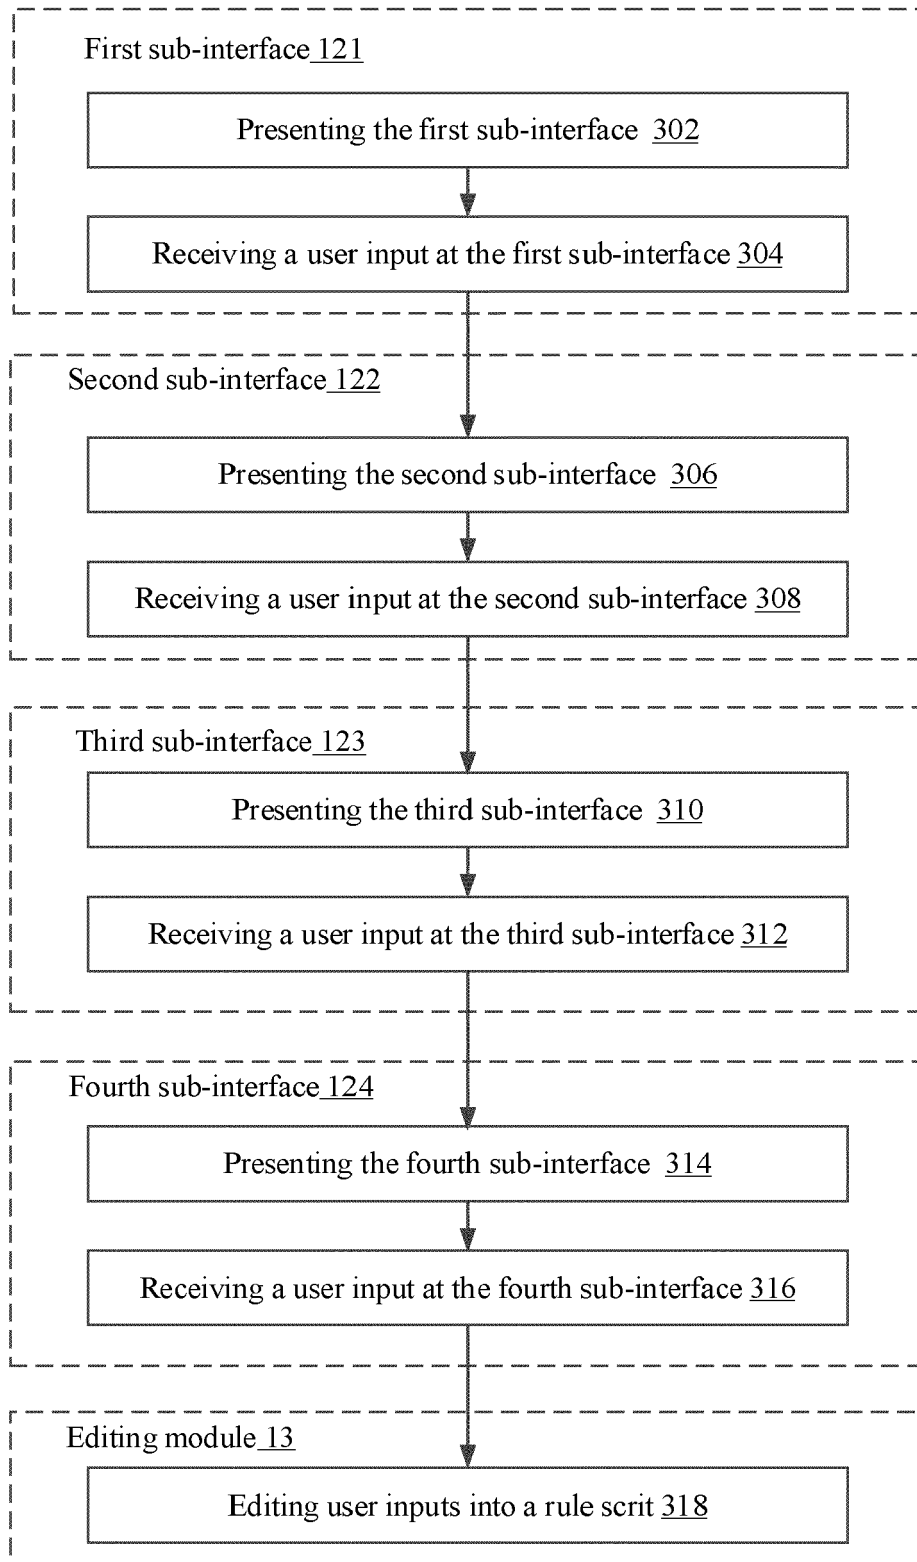 First sub-interface 121
Presenting the first sub-interface 302
Receiving a user input at the first sub-interface 304
Second sub-interface 122
Presenting the second sub-interface 306
Receiving a user input at the second sub-interface 308
Third sub-interface 123
Presenting the third sub-interface 310
Receiving a user input at the third sub-interface 312
Fourth sub-interface 124
Presenting the fourth sub-interface 314
Receiving a user input at the fourth sub-interface 316
Editing module 13
Editing user inputs into a rule scrit 318